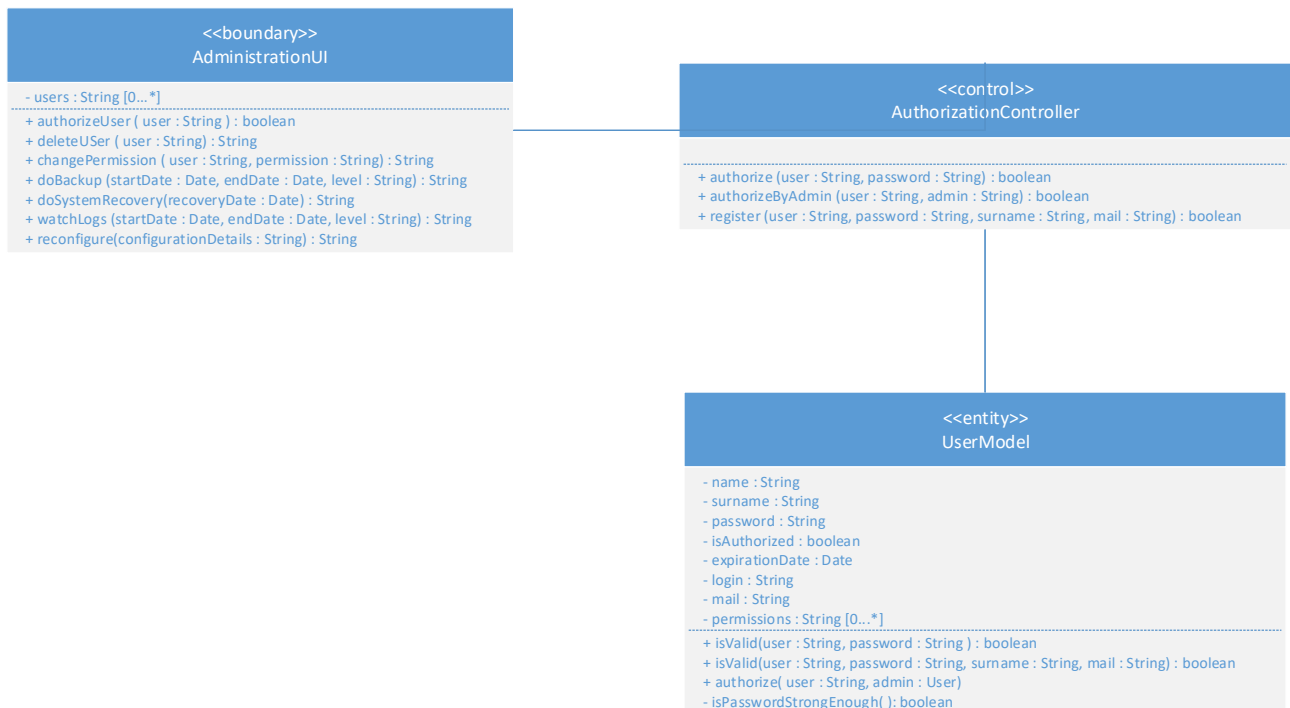 <<boundary>>
AdministrationUI
- users : String [0...*]
+ authorizeUser ( user : String ) : boolean
+ deleteUSer ( user : String) : String
+ changePermission ( user : String, permission : String) : String
+ doBackup (startDate : Date, endDate : Date, level : String) : String
+ doSystemRecovery(recoveryDate : Date) : String
+ watchLogs (startDate : Date, endDate : Date, level : String) : String
+ reconfigure(configurationDetails : String) : String
<<control>>
AuthorizationController
+ authorize (user : String, password : String) : boolean
+ authorizeByAdmin (user : String, admin : String) : boolean
+ register (user : String, password : String, surname : String, mail : String) : boolean
<<entity>>
UserModel
- name : String
- surname : String
- password : String
- isAuthorized : boolean
- expirationDate : Date
- login : String
- mail : String
- permissions : String [0...*]
+ isValid(user : String, password : String ) : boolean
+ isValid(user : String, password : String, surname : String, mail : String) : boolean
+ authorize( user : String, admin : User)
- isPasswordStrongEnough( ): boolean